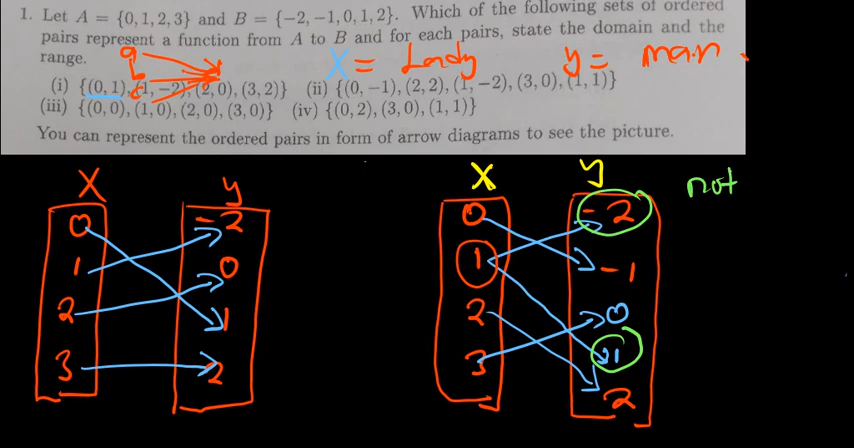 1. Let A = {0, 1, 2, 3} and B = {−2, −1, 0, 1, 2}. Which of the following sets of ordered
pairs represent a function from A to B and for each pairs, state the domain and the
range.
a
b
c
X = Lady y = man
(i) {(0, 1), (1, −2), (2, 0), (3, 2)} (ii) {(0, −1), (2, 2), (1, −2), (3, 0), (1, 1)}
(iii) {(0, 0), (1, 0), (2, 0), (3, 0)} (iv) {(0, 2), (3, 0), (1, 1)}
You can represent the ordered pairs in form of arrow diagrams to see the picture.
X y
0 -2
1 0
2 1
3 2
X y
not
0 -2
1 -1
2 0
3 1
2